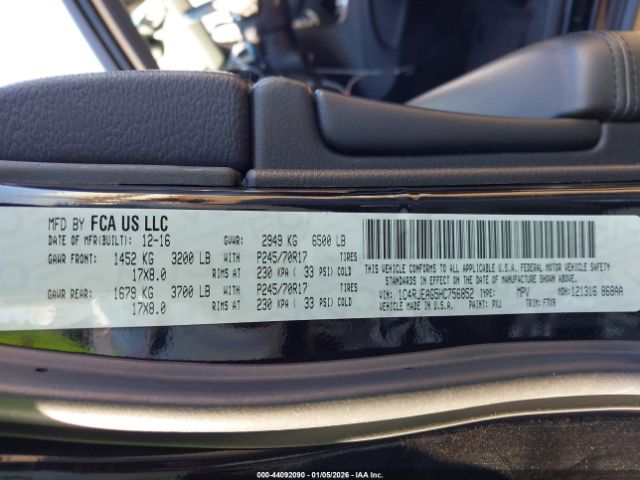 MFD BY FCA US LLC
DATE OF MFR(BUILT): 12-16 GVWR: 2949 KG 6500 LB
GAWR FRONT: 1452 KG 3200 LB WITH P245/70R17 TIRES
17X8.0 RIMS AT 230 KPA ( 33 PSI) COLD
GAWR REAR: 1679 KG 3700 LB WITH P245/70R17 TIRES
17X8.0 RIMS AT 230 KPA ( 33 PSI) COLD
THIS VEHICLE CONFORMS TO ALL APPLICABLE U.S.A. FEDERAL MOTOR VEHICLE SAFETY
STANDARDS IN EFFECT ON THE DATE OF MANUFACTURE SHOWN ABOVE.
VEHICLE MADE IN U.S.A. VIN: 1C4RJEAG5HC756852 TYPE: MPV MDH: 121316 868AA
PAINT: PXJ TRIM: FTX9
000-44092090 - 01/05/2026 - IAA Inc.